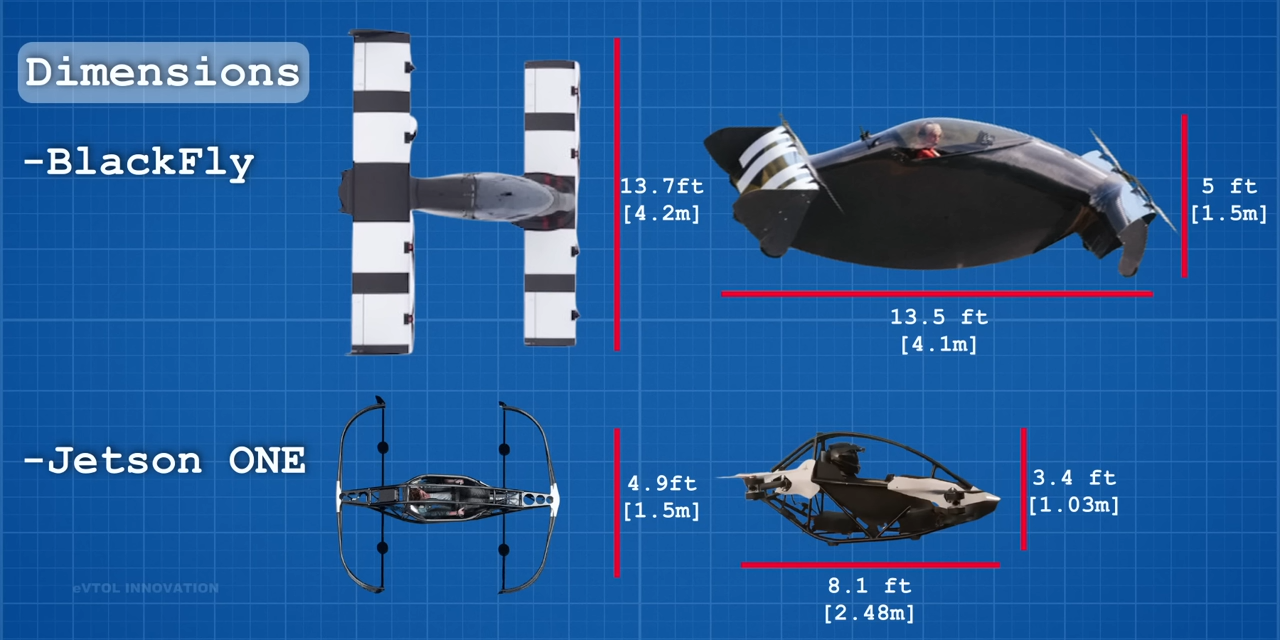 Dimensions
-BlackFly
13.7ft
[4.2m]
5 ft
[1.5m]
13.5 ft
[4.1m]
-Jetson ONE
4.9ft
[1.5m]
3.4 ft
[1.03m]
8.1 ft
[2.48m]
eVTOL INNOVATION